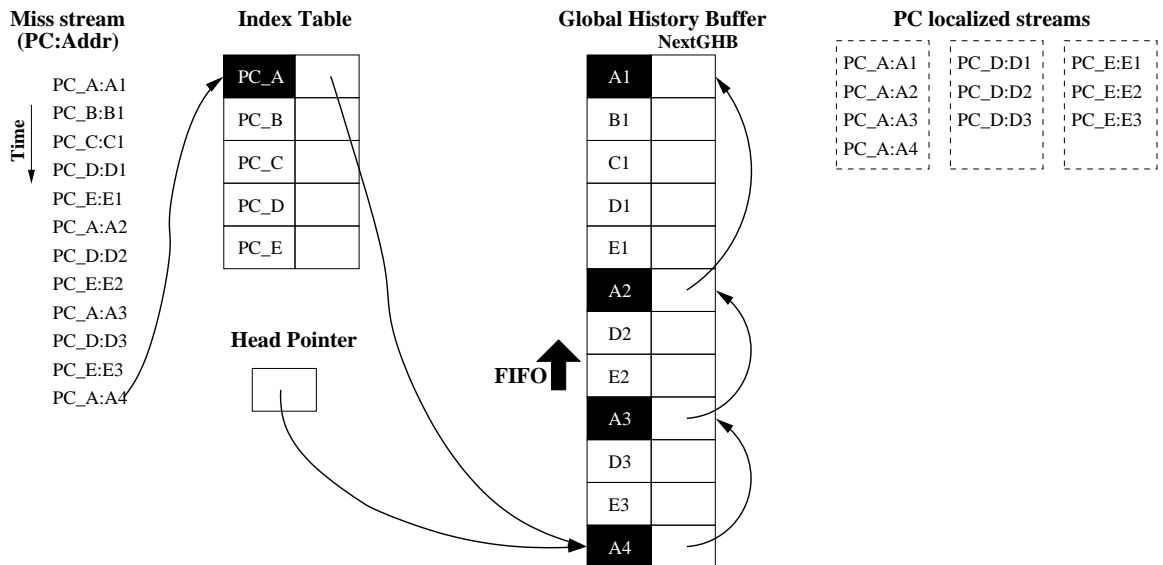 Miss stream
(PC:Addr)
Time
PC_A:A1
PC_B:B1
PC_C:C1
PC_D:D1
PC_E:E1
PC_A:A2
PC_D:D2
PC_E:E2
PC_A:A3
PC_D:D3
PC_E:E3
PC_A:A4
Index Table
PC_A
PC_B
PC_C
PC_D
PC_E
Head Pointer
Global History Buffer
NextGHB
FIFO
A1
B1
C1
D1
E1
A2
D2
E2
A3
D3
E3
A4
PC localized streams
PC_A:A1
PC_A:A2
PC_A:A3
PC_A:A4
PC_D:D1
PC_D:D2
PC_D:D3
PC_E:E1
PC_E:E2
PC_E:E3